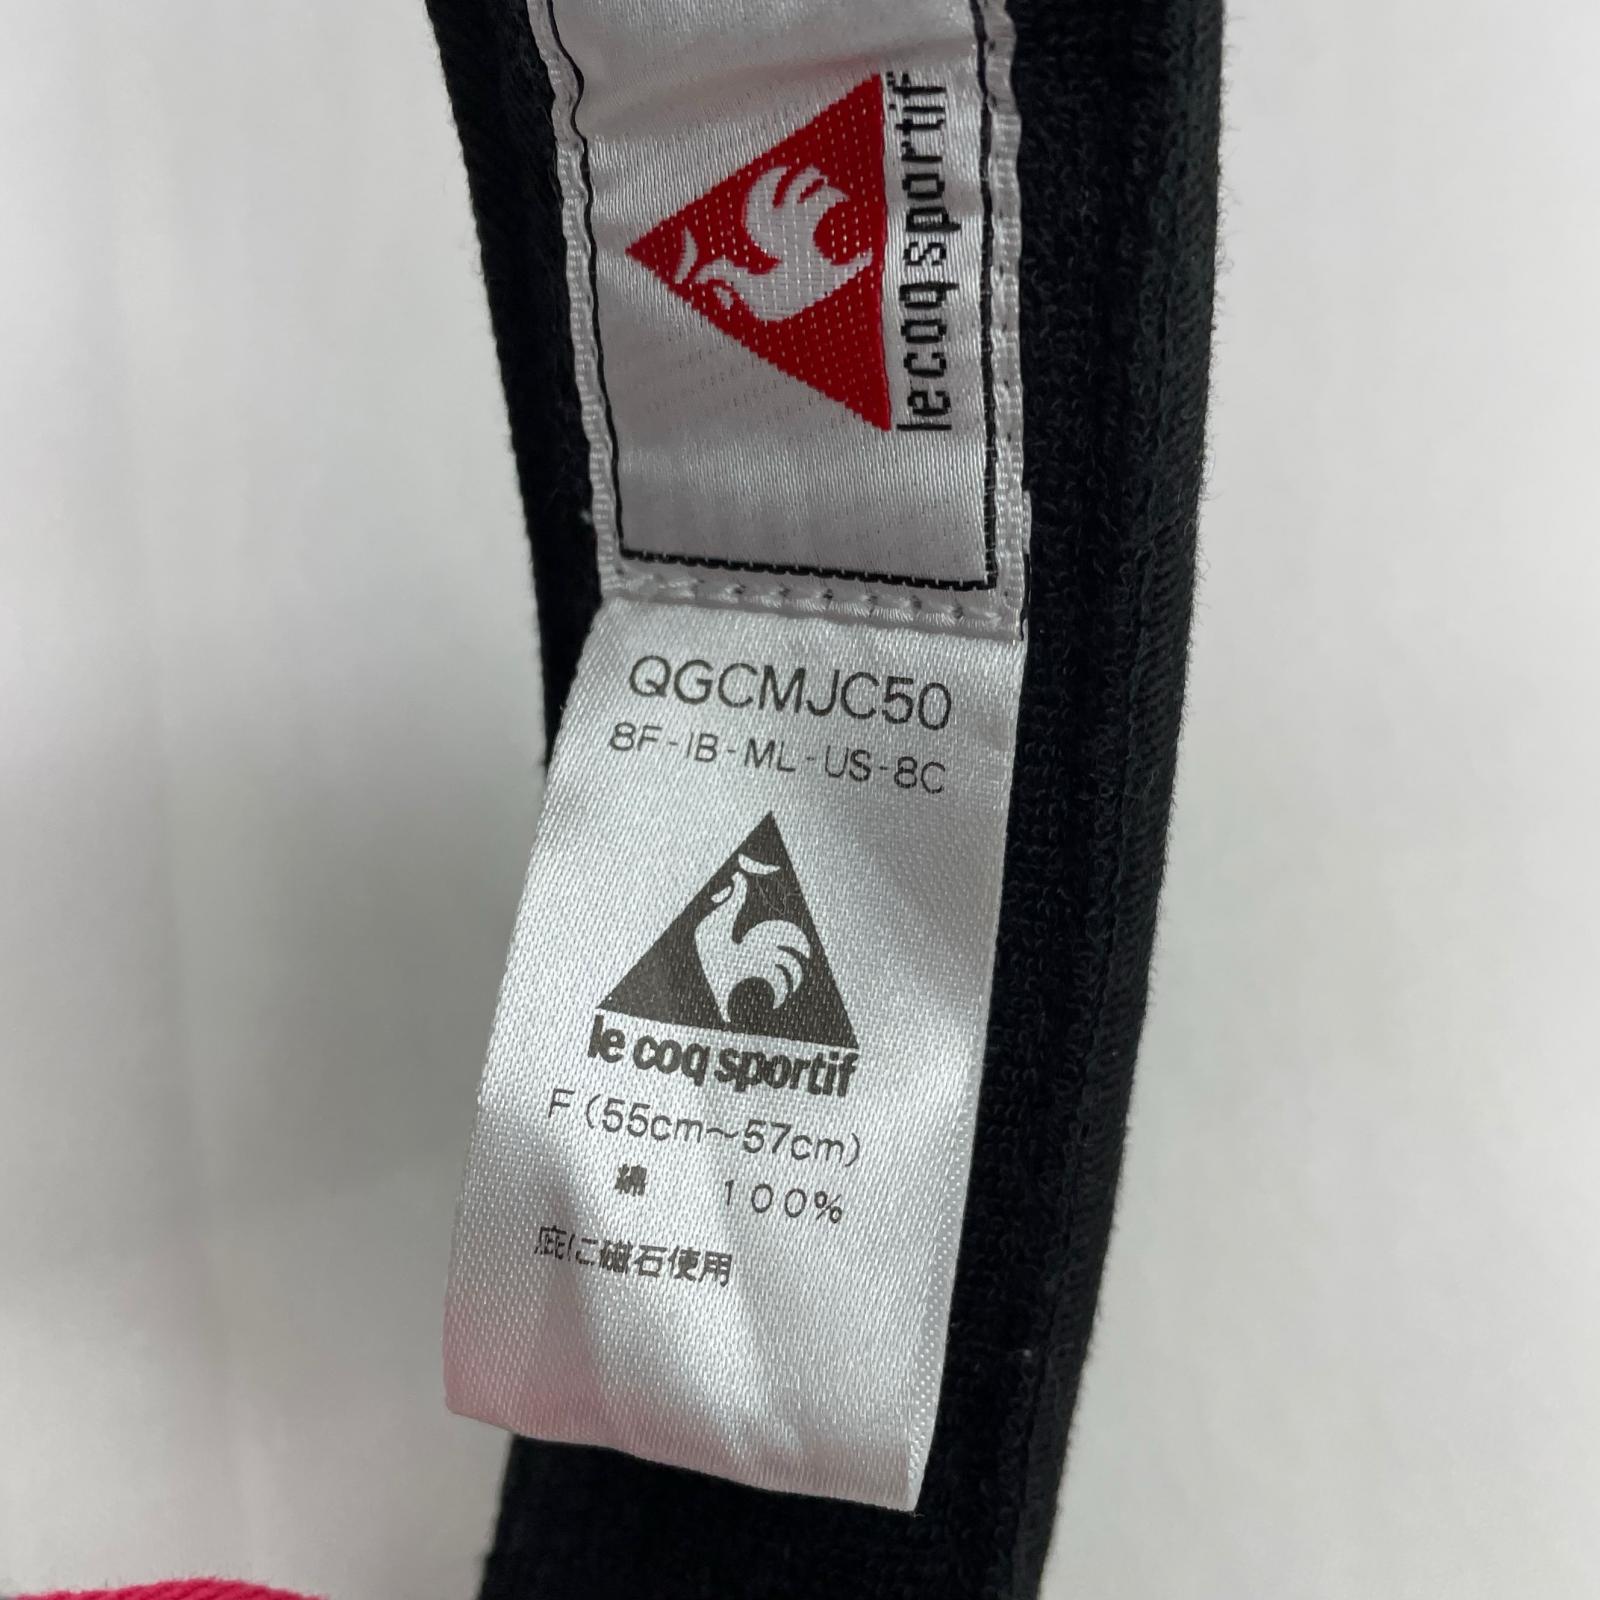 le coq sportif
QGCMJC50
8F-IB-ML-US-8C
le coq sportif
F(55cm～57cm)
綿 100%
庇に磁石使用